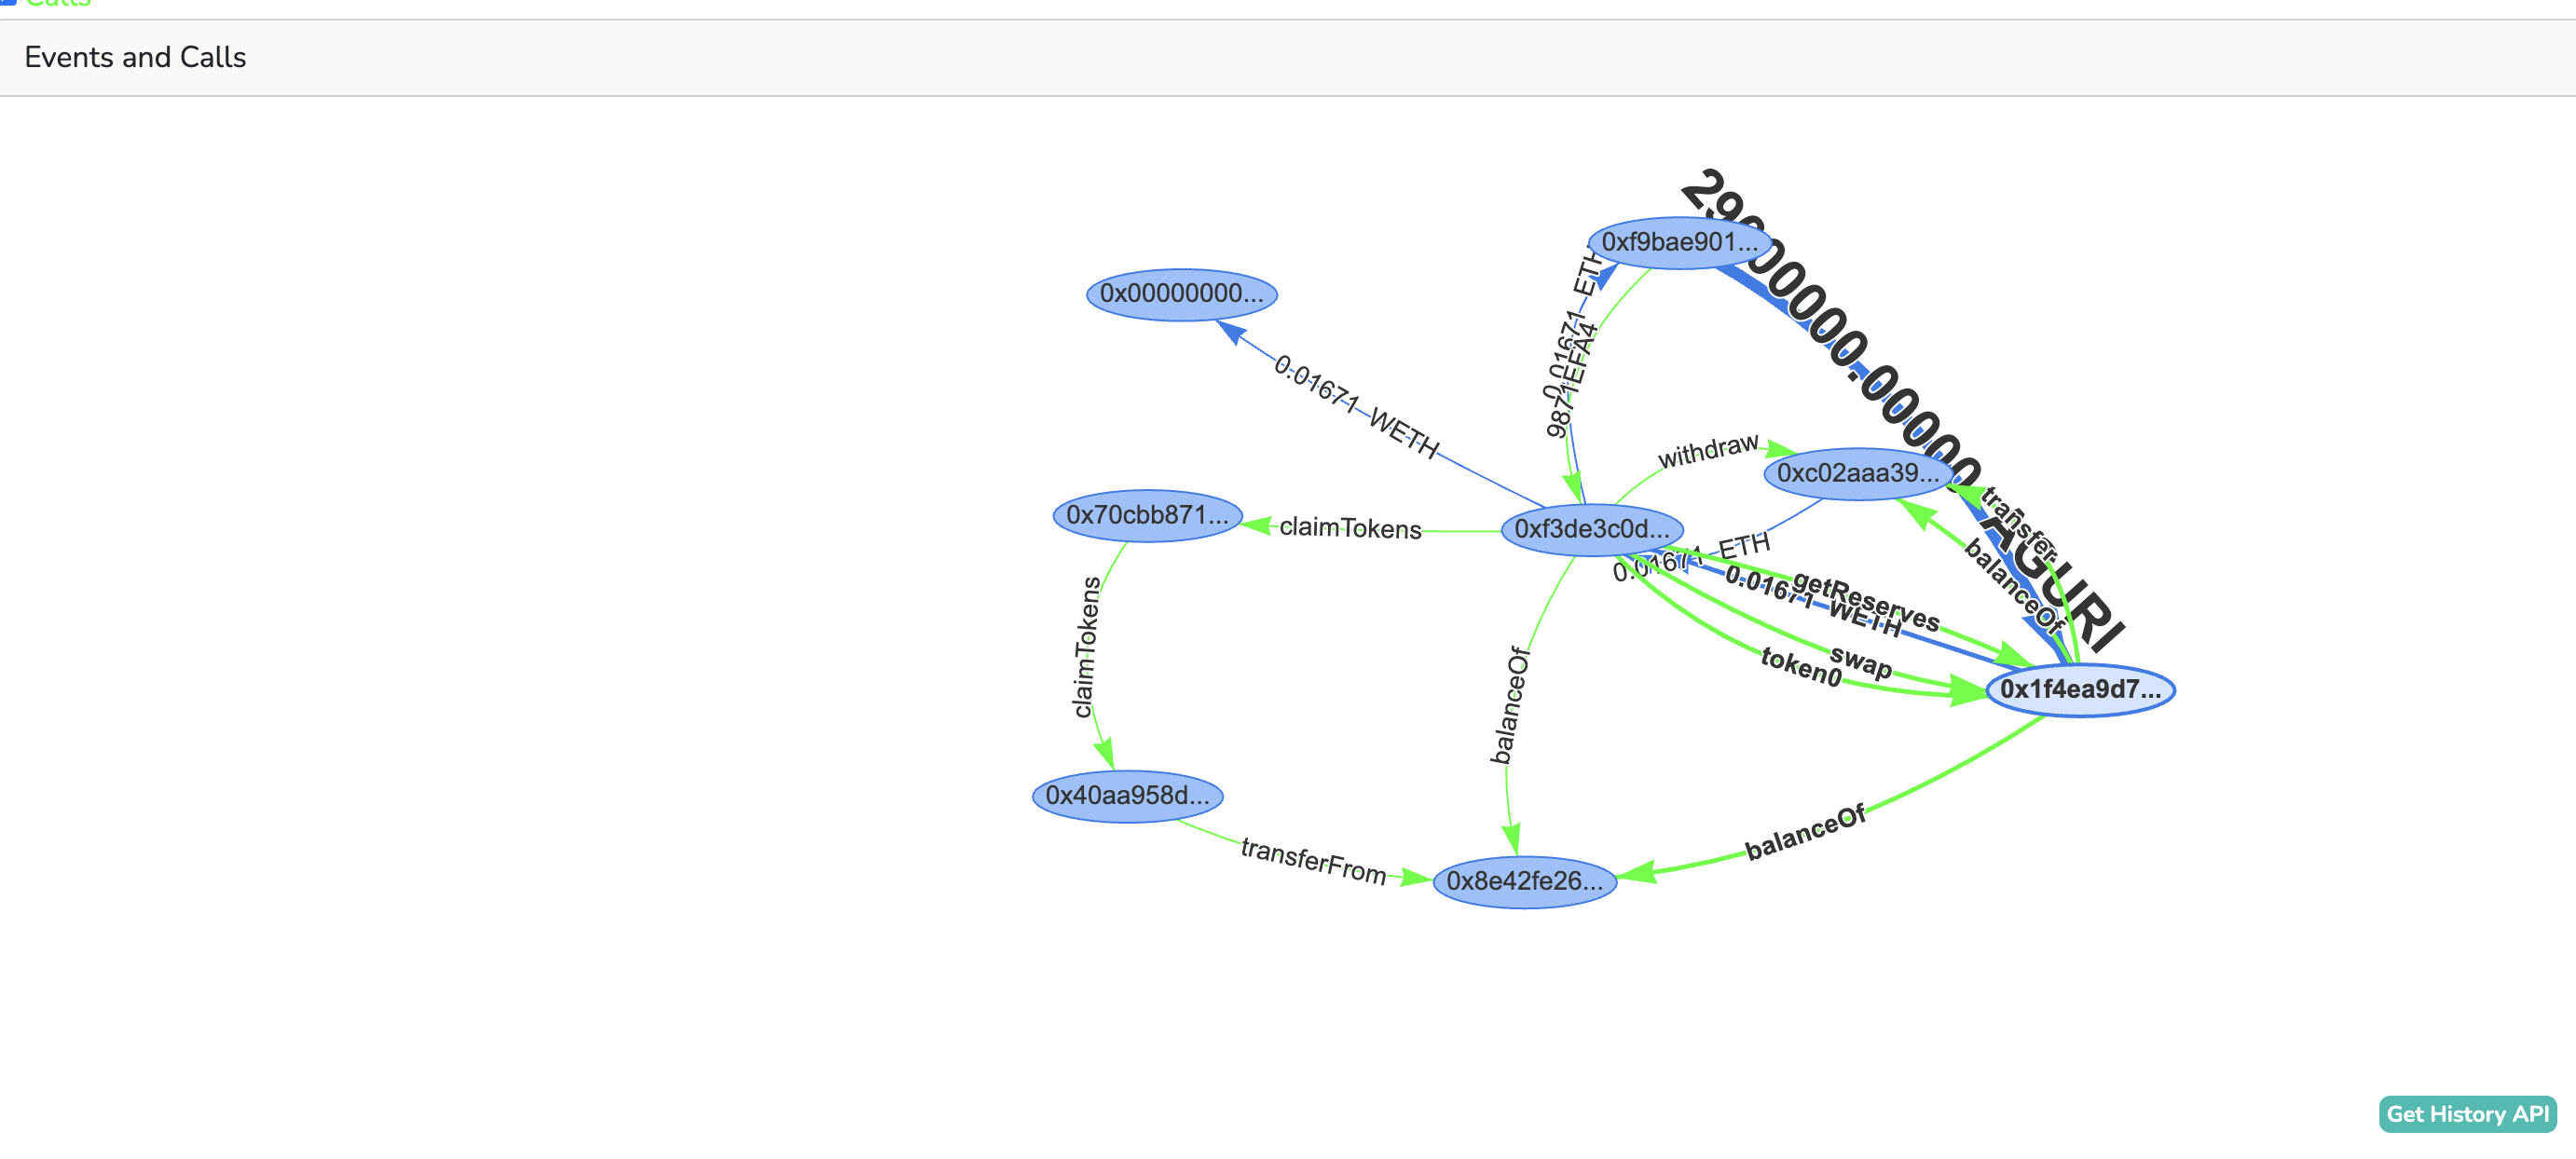 Calls
Events and Calls
0xf9bae901...
0x00000000...
0.01671 ETH
9871EFA4
0.01671 WETH
withdraw
0xc02aaa39...
0x70cbb871...
claimTokens
0xf3de3c0d...
transfer
balanceOf
AGURI
0.01671 ETH
getReserves
0.01671 WETH
swap
token0
0x1f4ea9d7...
claimTokens
balanceOf
0x40aa958d...
transferFrom
balanceOf
0x8e42fe26...
Get History API